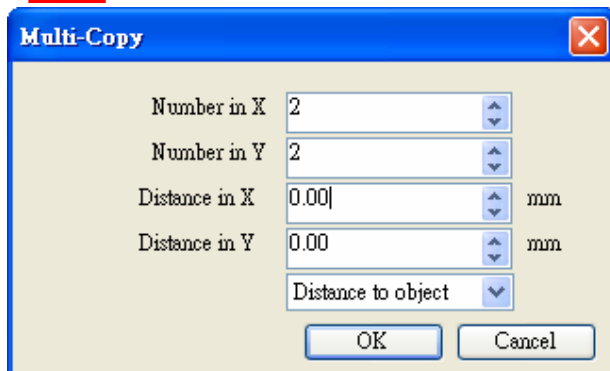 Multi-Copy
Number in X 2
Number in Y 2
Distance in X 0.00 mm
Distance in Y 0.00 mm
Distance to object
OK Cancel